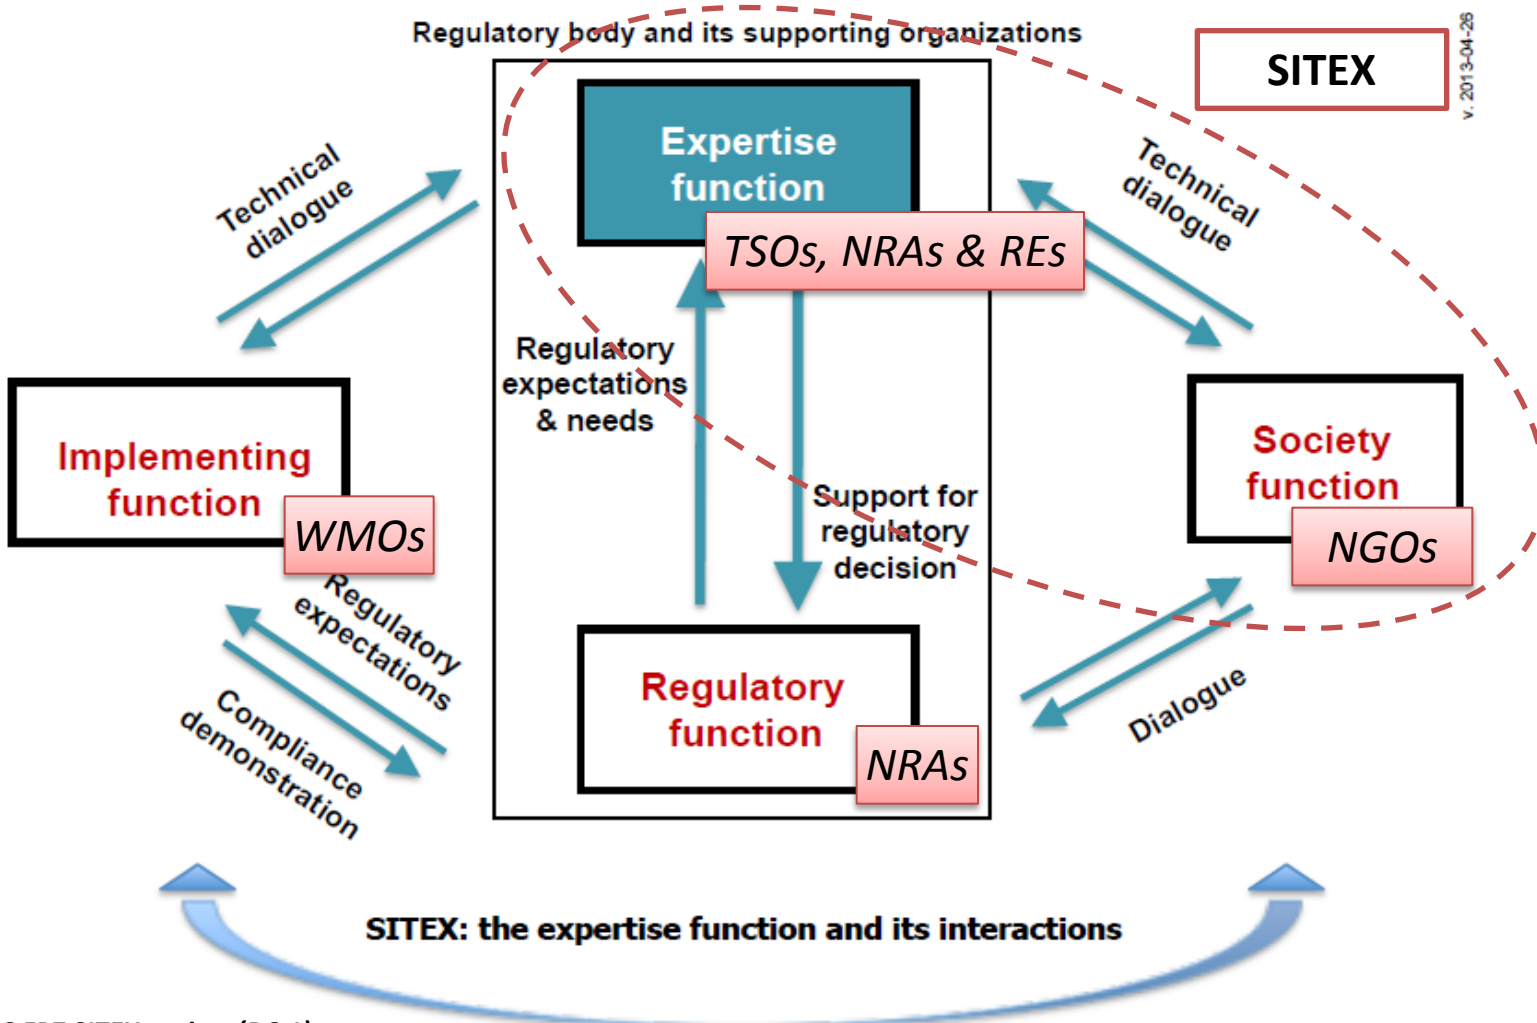 Regulatory body and its supporting organizations
SITEX
v. 2013-04-26
Expertise
function
TSOs, NRAs & REs
Technical
dialogue
Technical
dialogue
Regulatory
expectations
& needs
Support for
regulatory
decision
Implementing
function
WMOs
Society
function
NGOs
Regulatory
expectations
Compliance
demonstration
Regulatory
function
NRAs
Dialogue
SITEX: the expertise function and its interactions